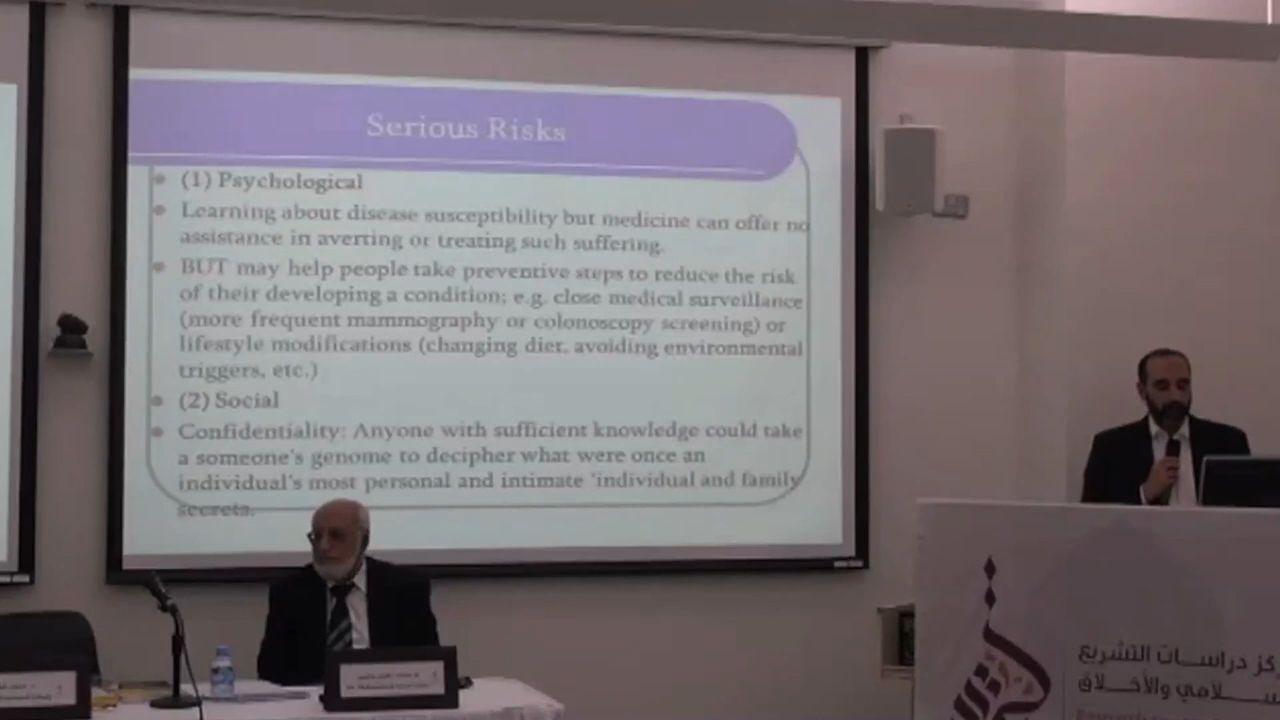 Serious Risks
(1) Psychological
Learning about disease susceptibility but medicine can offer no
assistance in averting or treating such suffering.
BUT may help people take preventive steps to reduce the risk
of their developing a condition; e.g. close medical surveillance
(more frequent mammography or colonoscopy screening) or
lifestyle modifications (changing dier, avoiding environmental
triggers, etc.)
(2) Social
Confidentiality: Anyone with sufficient knowledge could take
a someone's genome to decipher what were once an
individual's most personal and intimate 'individual and family
secrets.
كز دراسات التشريع
سلامي والأخلاق